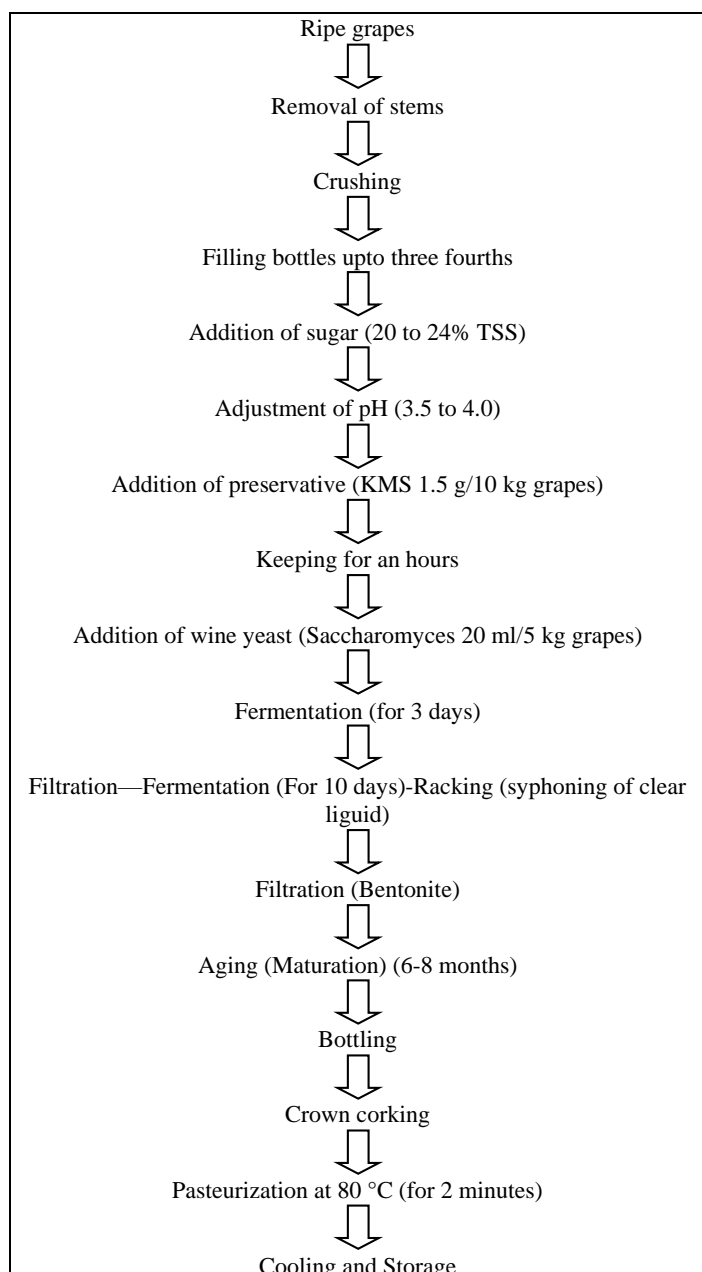 Ripe grapes
Removal of stems
Crushing
Filling bottles upto three fourths
Addition of sugar (20 to 24% TSS)
Adjustment of pH (3.5 to 4.0)
Addition of preservative (KMS 1.5 g/10 kg grapes)
Keeping for an hours
Addition of wine yeast (Saccharomyces 20 ml/5 kg grapes)
Fermentation (for 3 days)
Filtration—Fermentation (For 10 days)-Racking (syphoning of clear
liguid)
Filtration (Bentonite)
Aging (Maturation) (6-8 months)
Bottling
Crown corking
Pasteurization at 80 °C (for 2 minutes)
Cooling and Storage